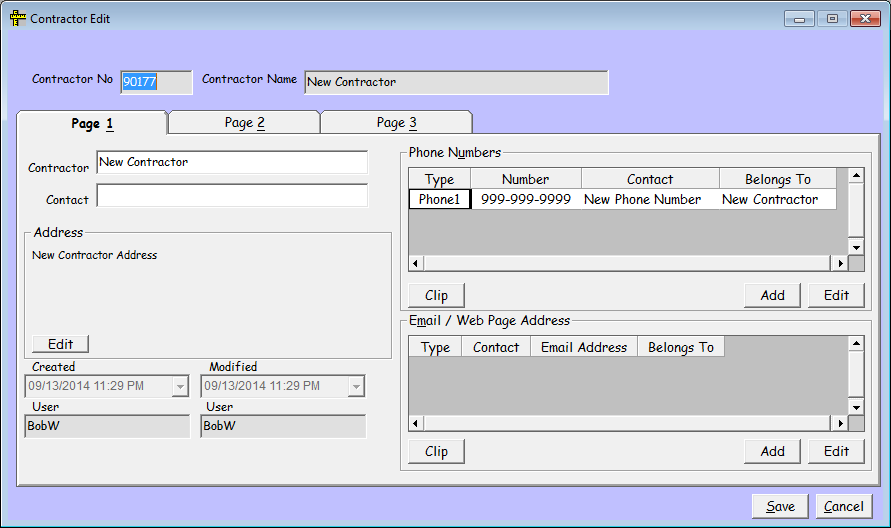 Contractor Edit
Contractor No 90177 Contractor Name New Contractor
Page 1 Page 2 Page 3
Contractor New Contractor
Contact
Address
New Contractor Address
Edit
Created Modified
09/13/2014 11:29 PM 09/13/2014 11:29 PM
User User
BobW BobW
Phone Numbers
Type Number Contact Belongs To
Phone1 999-999-9999 New Phone Number New Contractor
Clip Add Edit
Email / Web Page Address
Type Contact Email Address Belongs To
Clip Add Edit
Save Cancel